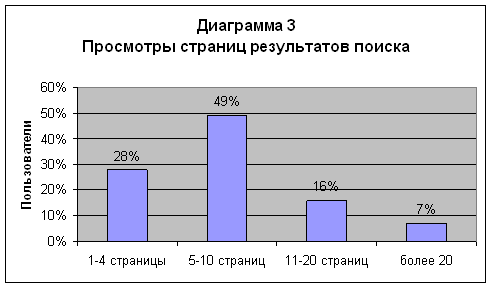 Диаграмма 3
Просмотры страниц результатов поиска
60%
50%
40%
30%
20%
10%
0%
Пользователи
28%
49%
16%
7%
1-4 страницы
5-10 страниц
11-20 страниц
более 20